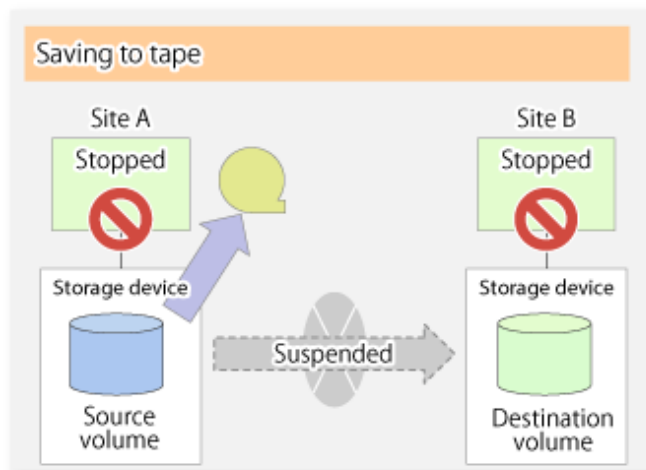 Saving to tape
Site A
Site B
Stopped
Stopped
Storage device
Storage device
Suspended
Source
volume
Destination
volume